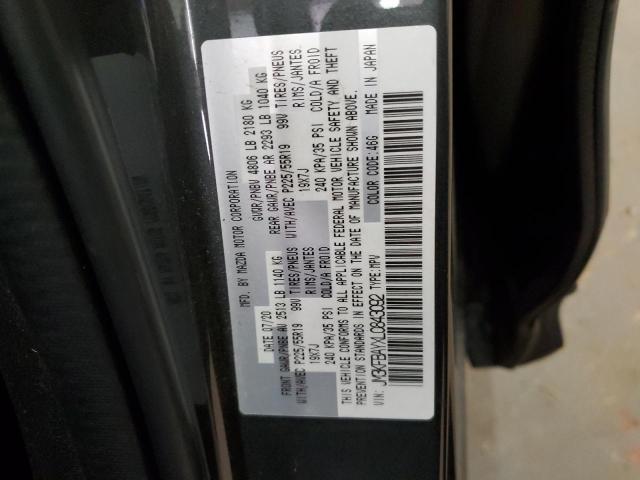 MFD. BY MAZDA MOTOR CORPORATION
DATE 07/20 GVWR/PNBV 4806 LB 2180 KG
FRONT GAWR/PNBE AV 2513 LB 1140 KG REAR GAWR/PNBE AR 2293 LB 1040 KG
WITH/AVEC P225/55R19 99V TIRES/PNEUS WITH/AVEC P225/55R19 99V TIRES/PNEUS
19X7J RIMS/JANTES 19X7J RIMS/JANTES
240 KPA/35 PSI COLD/A FROID 240 KPA/35 PSI COLD/A FROID
THIS VEHICLE CONFORMS TO ALL APPLICABLE FEDERAL MOTOR VEHICLE SAFETY AND THEFT
PREVENTION STANDARDS IN EFFECT ON THE DATE OF MANUFACTURE SHOWN ABOVE.
VIN: TYPE:MPV COLOR CODE:46G MADE IN JAPAN